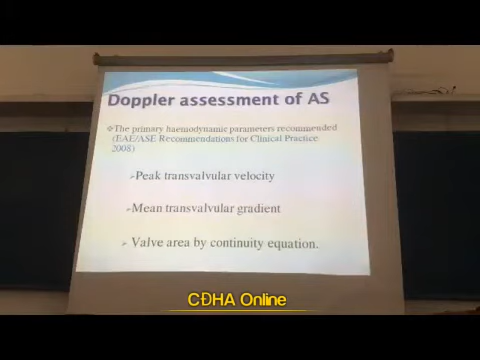 Doppler assessment of AS
❖The primary haemodynamic parameters recommended
(EAE/ASE Recommendations for Clinical Practice
2008)
➢Peak transvalvular velocity
➢Mean transvalvular gradient
➢ Valve area by continuity equation.
CĐHA Online